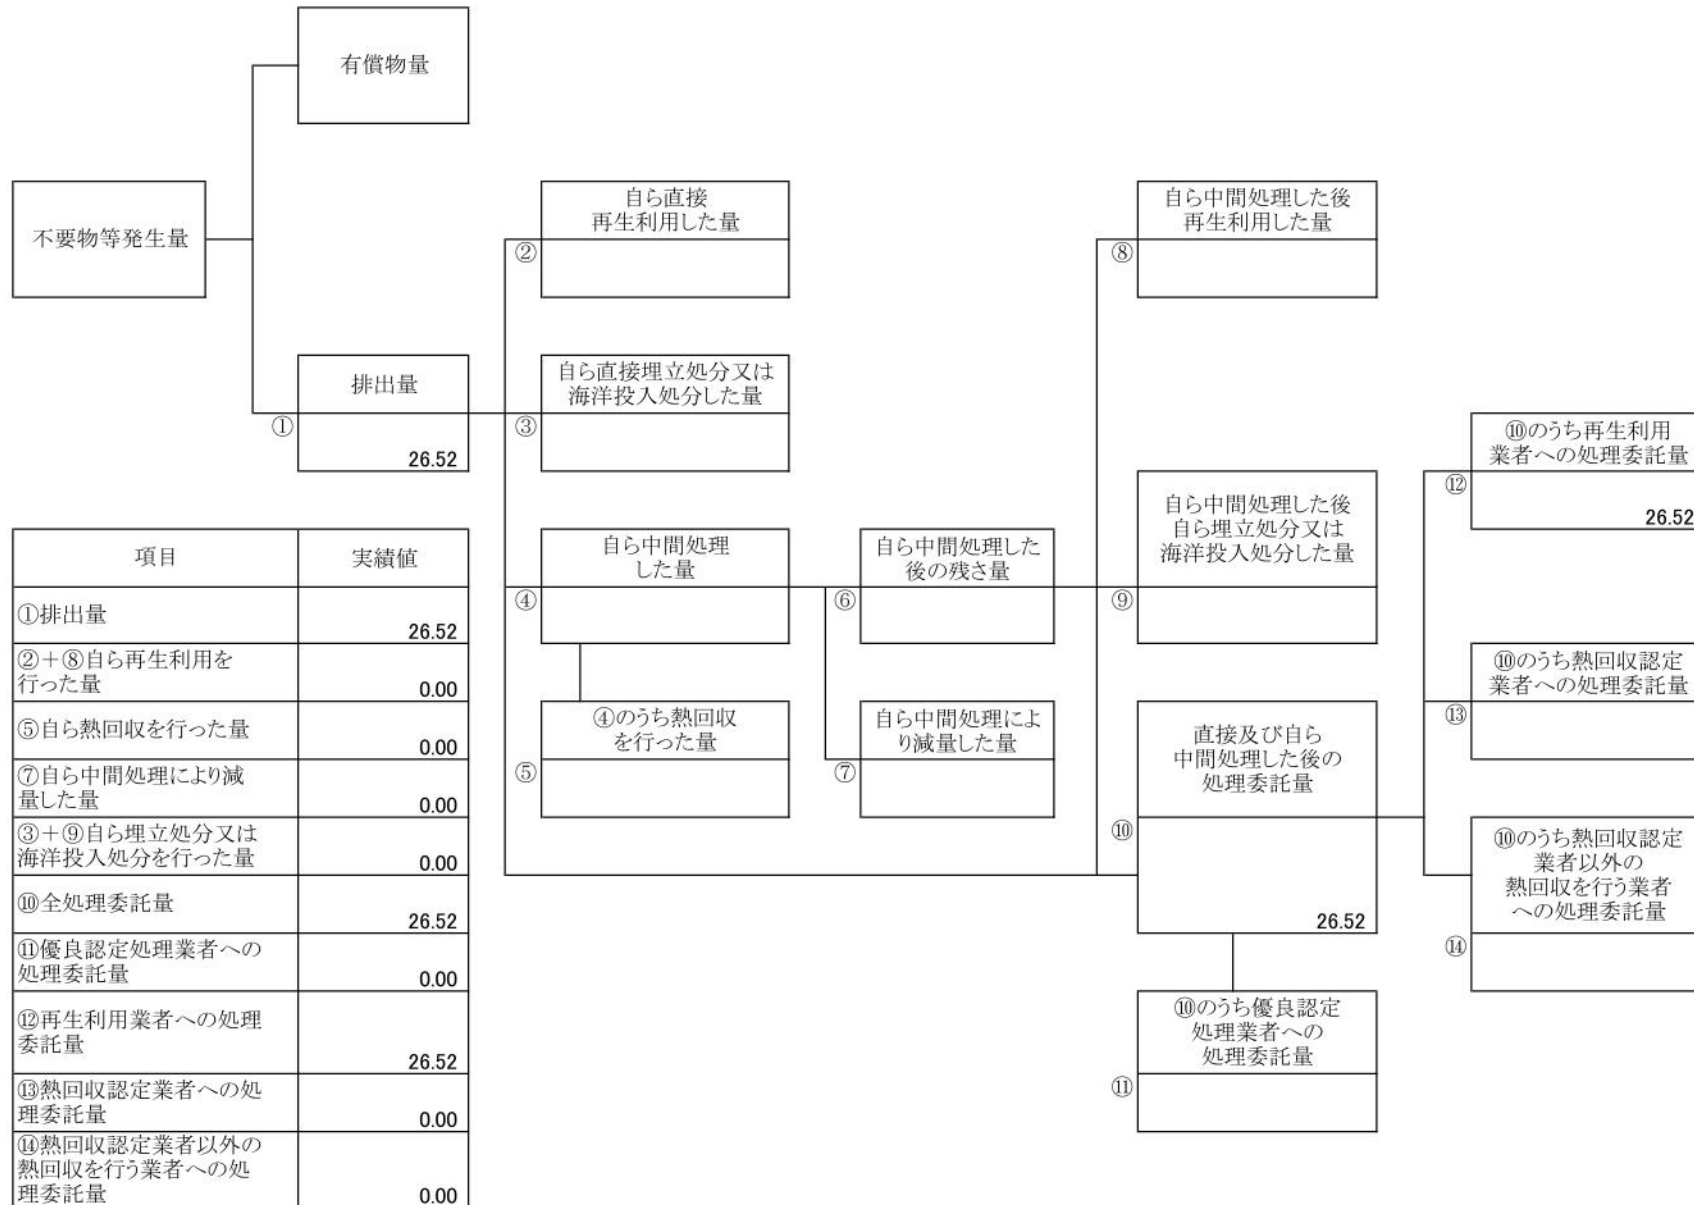 有償物量
不要物等発生量
自ら直接
再生利用した量
②
自ら中間処理した後
再生利用した量
⑧
排出量
①
26.52
自ら直接埋立処分又は
海洋投入処分した量
③
⑩のうち再生利用
業者への処理委託量
⑫
26.52
自ら中間処理
した量
④
自ら中間処理した
後の残さ量
⑥
自ら中間処理した後
自ら埋立処分又は
海洋投入処分した量
⑨
④のうち熱回収
を行った量
⑤
自ら中間処理によ
り減量した量
⑦
直接及び自ら
中間処理した後の
処理委託量
⑩
26.52
⑩のうち熱回収認定
業者への処理委託量
⑬
⑩のうち熱回収認定
業者以外の
熱回収を行う業者
への処理委託量
⑭
⑩のうち優良認定
処理業者への
処理委託量
⑪
項目 実績値
①排出量
26.52
②+⑧自ら再生利用を
行った量
0.00
⑤自ら熱回収を行った量
0.00
⑦自ら中間処理により減
量した量
0.00
③+⑨自ら埋立処分又は
海洋投入処分を行った量
0.00
⑩全処理委託量
26.52
⑪優良認定処理業者への
処理委託量
0.00
⑫再生利用業者への処理
委託量
26.52
⑬熱回収認定業者への処
理委託量
0.00
⑭熱回収認定業者以外の
熱回収を行う業者への処
理委託量
0.00